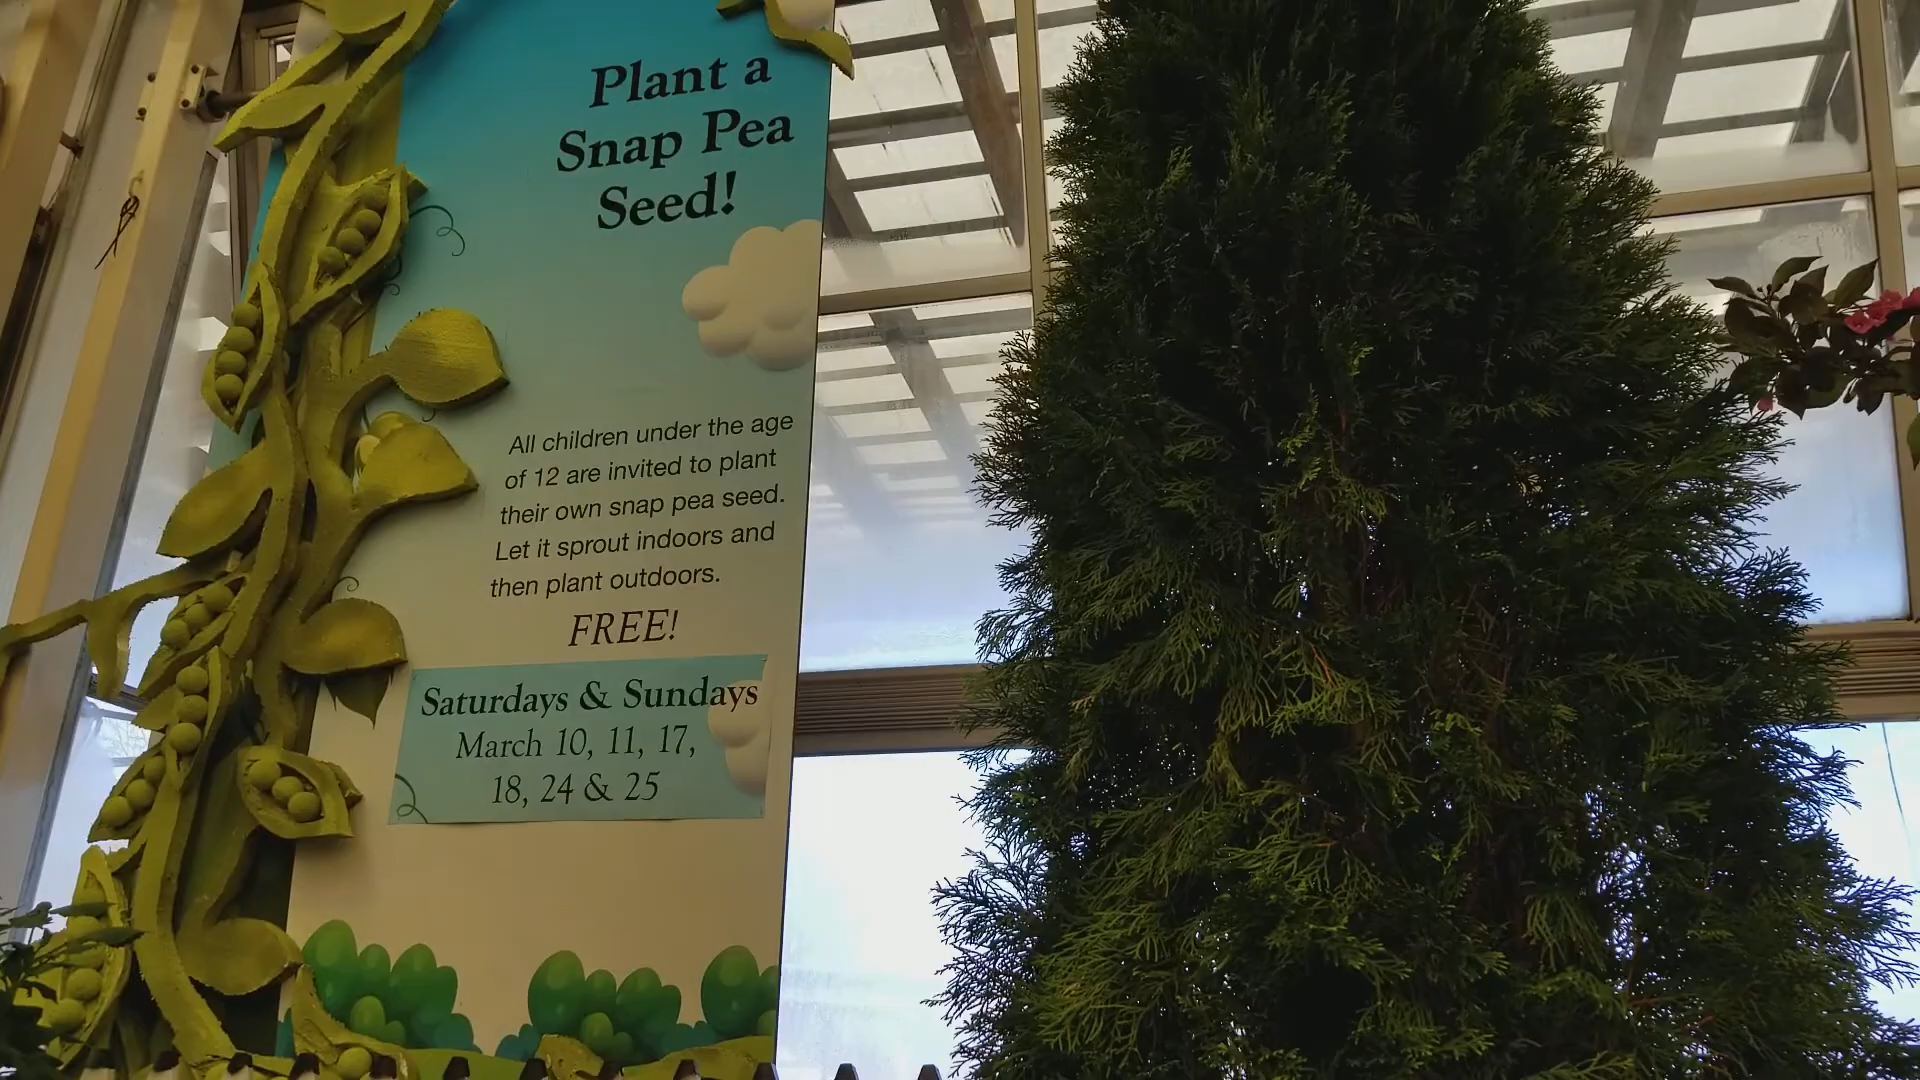 Plant a
Snap Pea
Seed!
All children under the age
of 12 are invited to plant
their own snap pea seed.
Let it sprout indoors and
then plant outdoors.
FREE!
Saturdays & Sundays
March 10, 11, 17,
18, 24 & 25